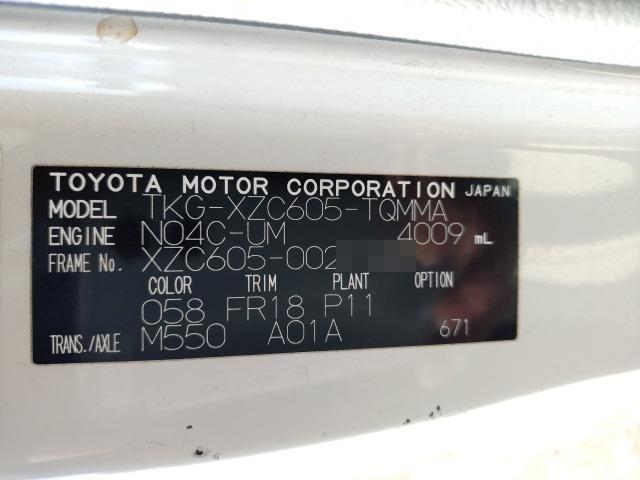 TOYOTA MOTOR CORPORATION JAPAN
MODEL TKG-XZC605-TQMMA
ENGINE N04C-UM 4009 mL
FRAME No. XZC605-002
COLOR TRIM PLANT OPTION
058 FR18 P11
TRANS./AXLE M550 A01A 671